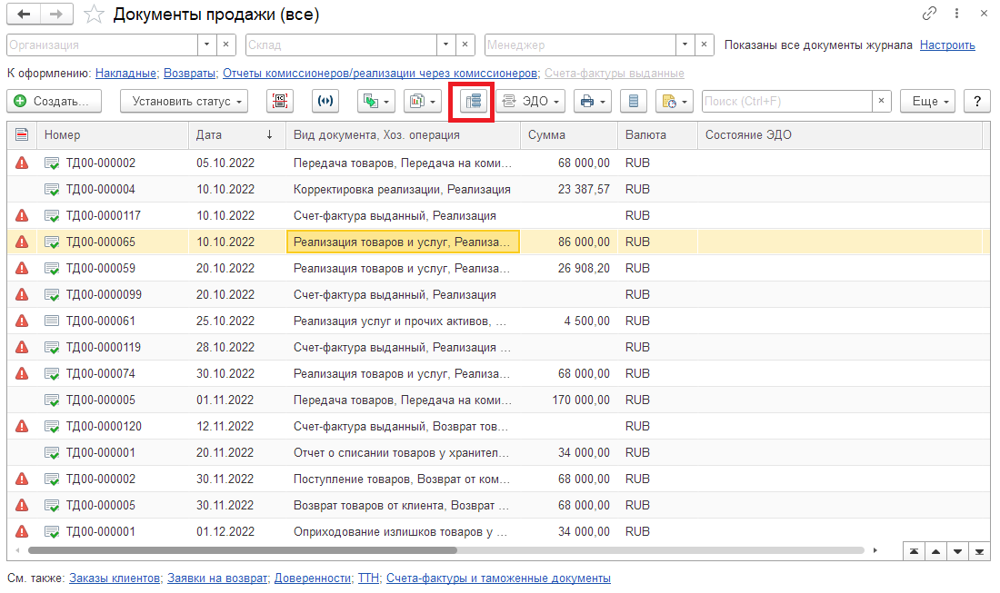 Документы продажи (все)
Организация Склад Менеджер Показаны все документы журнала Настроить
К оформлению: Накладные; Возвраты; Отчеты комиссионеров/реализации через комиссионеров; Счета-фактуры выданные
Создать... Установить статус ЭДО Поиск (Ctrl+F) Еще ?
Номер Дата ↓ Вид документа, Хоз. операция Сумма Валюта Состояние ЭДО
ТД00-000002 05.10.2022 Передача товаров, Передача на коми... 68 000,00 RUB
ТД00-000004 10.10.2022 Корректировка реализации, Реализация 23 387,57 RUB
ТД00-0000117 10.10.2022 Счет-фактура выданный, Реализация RUB
ТД00-000065 10.10.2022 Реализация товаров и услуг, Реализа... 86 000,00 RUB
ТД00-000059 20.10.2022 Реализация товаров и услуг, Реализа... 26 908,20 RUB
ТД00-0000099 20.10.2022 Счет-фактура выданный, Реализация RUB
ТД00-000061 25.10.2022 Реализация услуг и прочих активов, ... 4 500,00 RUB
ТД00-0000119 28.10.2022 Счет-фактура выданный, Реализация ... RUB
ТД00-000074 30.10.2022 Реализация товаров и услуг, Реализа... 68 000,00 RUB
ТД00-000005 01.11.2022 Передача товаров, Передача на коми... 170 000,00 RUB
ТД00-0000120 12.11.2022 Счет-фактура выданный, Возврат тов... RUB
ТД00-000001 20.11.2022 Отчет о списании товаров у хранител... 34 000,00 RUB
ТД00-000002 30.11.2022 Поступление товаров, Возврат от ком... 68 000,00 RUB
ТД00-000005 30.11.2022 Возврат товаров от клиента, Возврат ... 68 000,00 RUB
ТД00-000001 01.12.2022 Оприходование излишков товаров у ... 34 000,00 RUB
См. также: Заказы клиентов; Заявки на возврат; Доверенности; ТТН; Счета-фактуры и таможенные документы